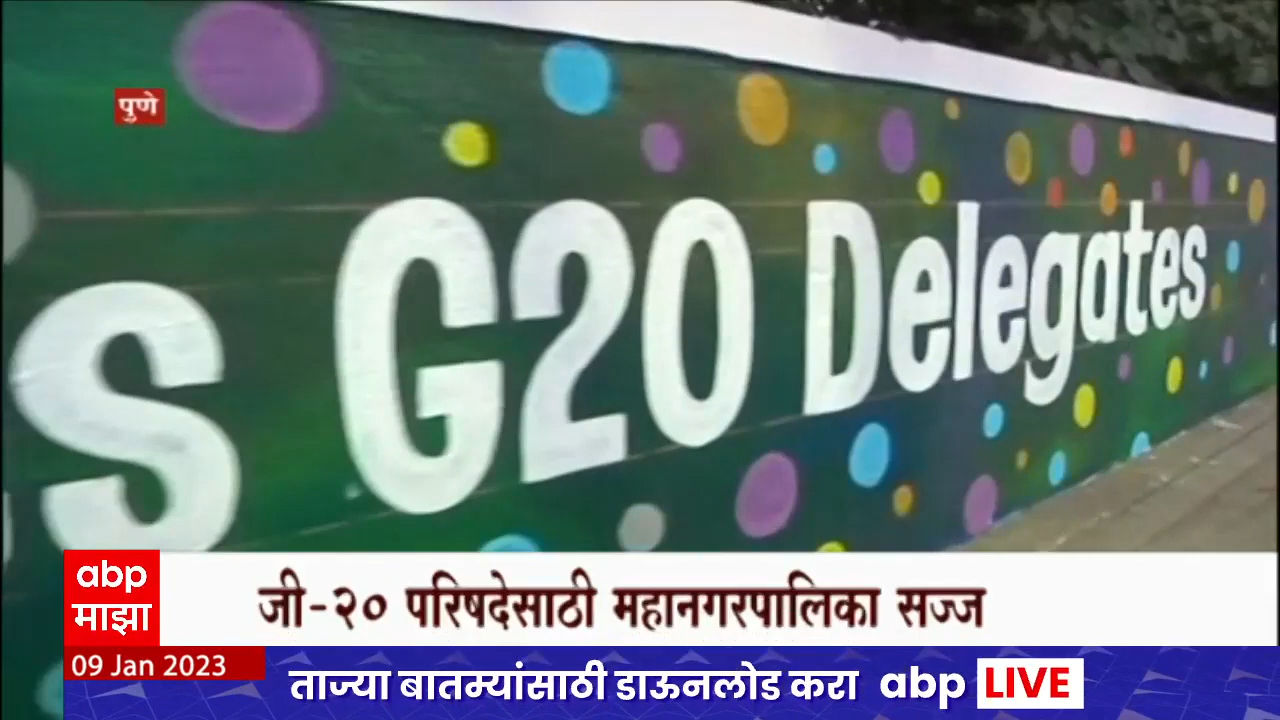 पुणे
s G20 Delegates
abp
माझा
जी-२० परिषदेसाठी महानगरपालिका सज्ज
09 Jan 2023
ताज्या बातम्यांसाठी डाऊनलोड करा abp LIVE